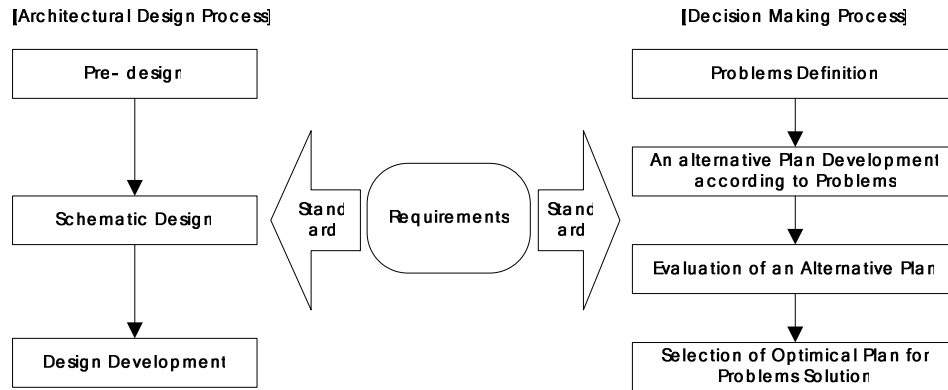 [Architectural Design Process]
Pre- design
Schematic Design
Design Development
Stand
ard
Requirements
Stand
ard
[Decision Making Process]
Problems Definition
An alternative Plan Development
according to Problems
Evaluation of an Alternative Plan
Selection of Optimical Plan for
Problems Solution